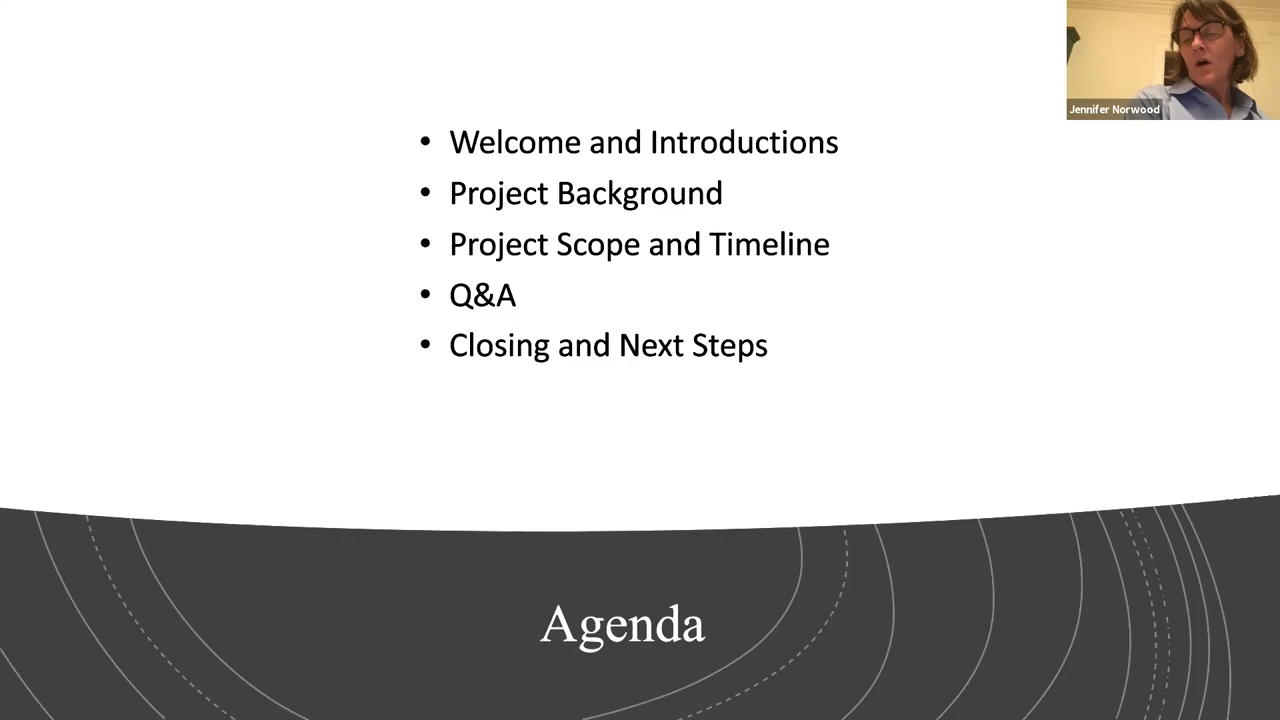 Jennifer Norwood
• Welcome and Introductions
• Project Background
• Project Scope and Timeline
• Q&A
• Closing and Next Steps
Agenda